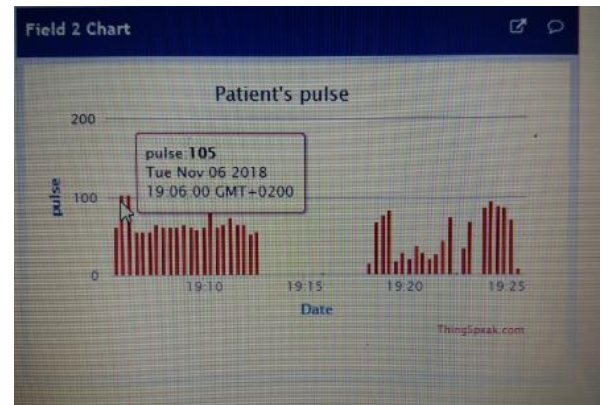 Field 2 Chart
Patient's pulse
200
pulse:105
Tue Nov 06 2018
19:06:00 GMT+0200
pulse
100
0
19:10 19:15 19:20 19:25
Date
ThingSpeak.com